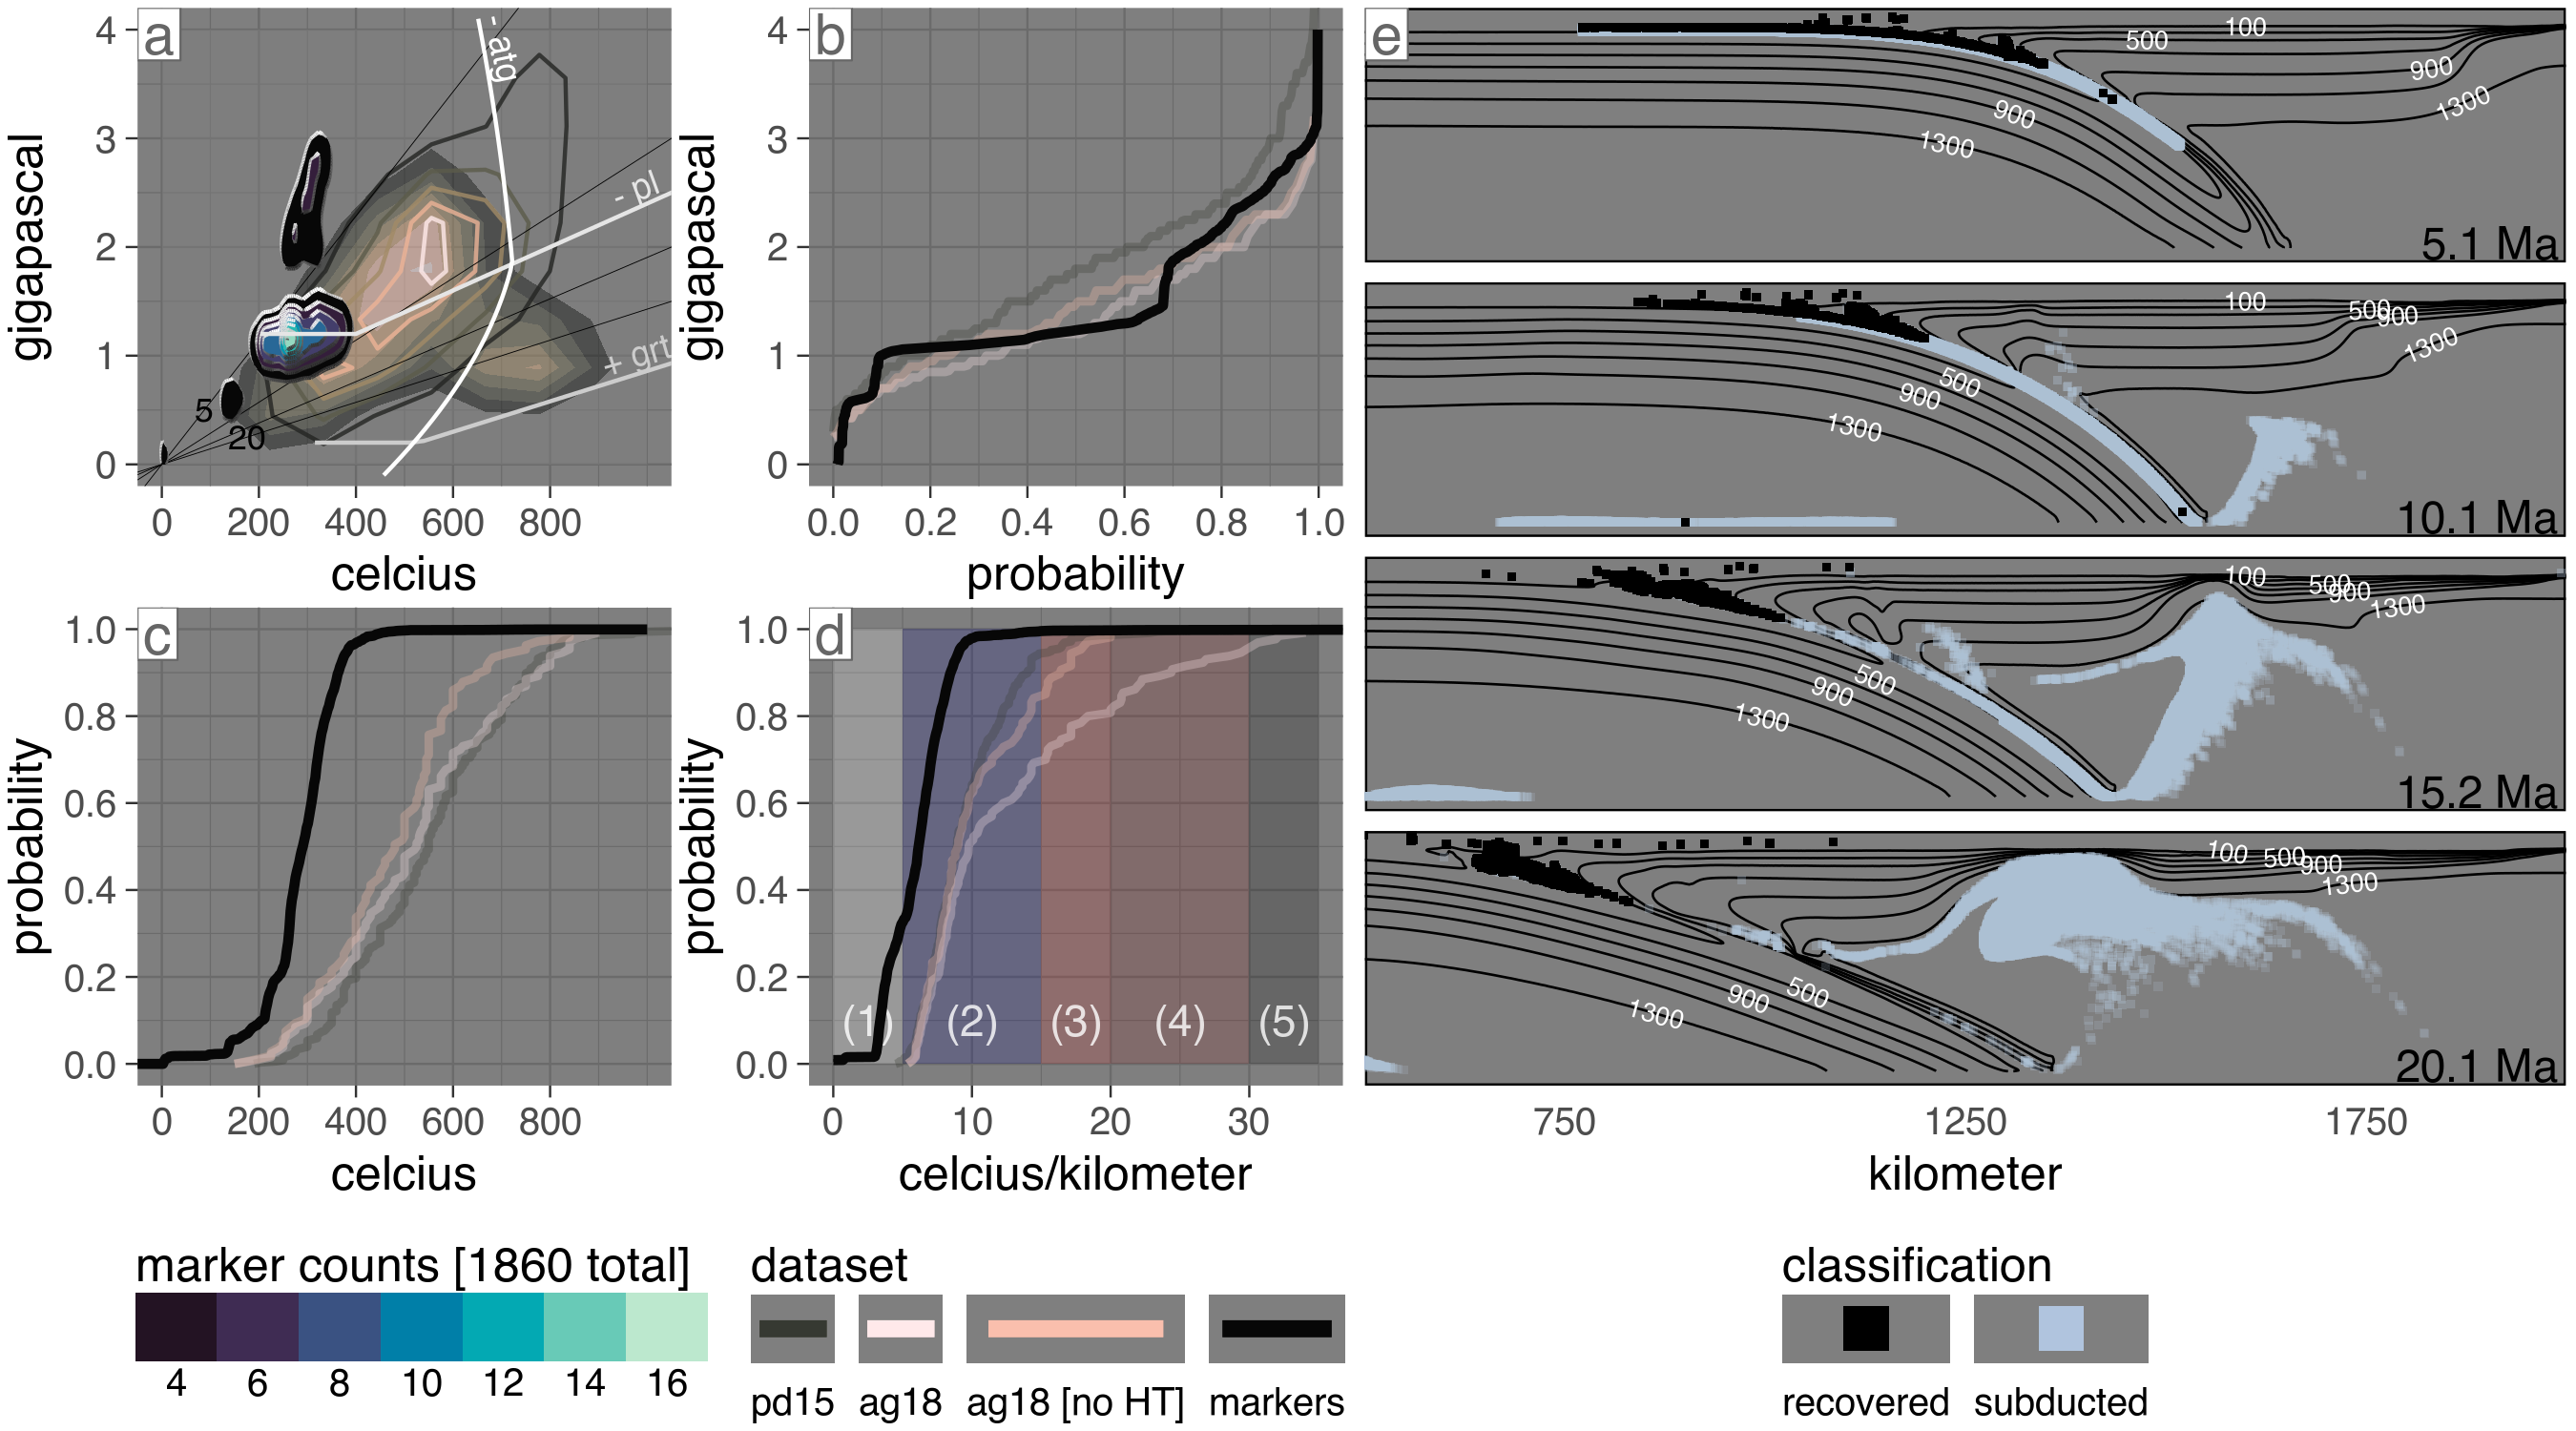 a
4
3
2
1
0
gigapascal
- atg
- pl
+ grt
5
20
0
200
400
600
800
celcius
b
4
3
2
1
0
gigapascal
0.0
0.2
0.4
0.6
0.8
1.0
probability
c
1.0
0.8
0.6
0.4
0.2
0.0
probability
0
200
400
600
800
celcius
d
1.0
0.8
0.6
0.4
0.2
0.0
probability
(1)
(2)
(3)
(4)
(5)
0
10
20
30
celcius/kilometer
e
100
500
900
1300
900
1300
5.1 Ma
100
500
900
1300
500
900
1300
10.1 Ma
100
500
900
1300
500
900
1300
15.2 Ma
100
500
900
1300
500
900
1300
20.1 Ma
750
1250
1750
kilometer
marker counts [1860 total]
4
6
8
10
12
14
16
dataset
pd15
ag18
ag18 [no HT]
markers
classification
recovered
subducted